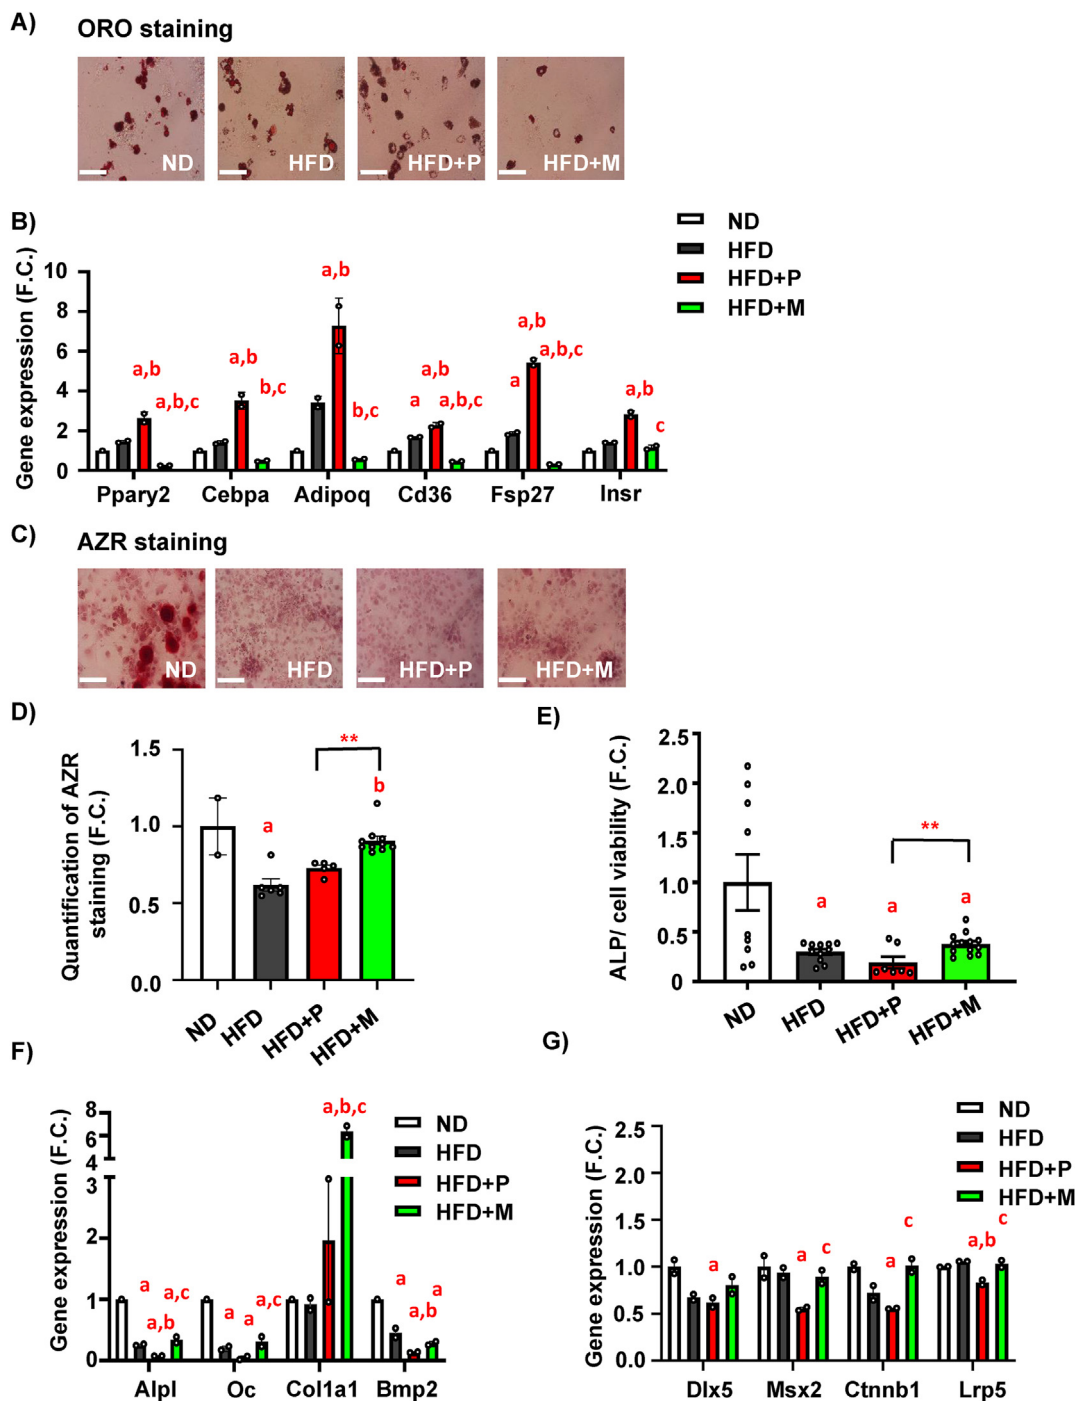 A) ORO staining
ND HFD HFD+P HFD+M
B)
ND
HFD
HFD+P
HFD+M
Gene expression (F.C.)
10
8
6
4
2
0
a,b
a,b,c
a,b
b,c
a,b
b,c
a
a,b
a,b,c
a
a,b
a,b,c
a,b
c
Ppary2 Cebpa Adipoq Cd36 Fsp27 Insr
C) AZR staining
ND HFD HFD+P HFD+M
D)
Quantification of AZR
staining (F.C.)
1.5
1.0
0.5
0.0
a
**
b
ND HFD HFD+P HFD+M
E)
ALP/ cell viability (F.C.)
2.5
2.0
1.5
1.0
0.5
0
a
a
**
a
ND HFD HFD+P HFD+M
F)
Gene expression (F.C.)
8
6
4
3
2
1
0
a
a,b
a,c
a
a
a,c
a,b,c
a
a,b
a
ND
HFD
HFD+P
HFD+M
Alpl Oc Col1a1 Bmp2
G)
Gene expression (F.C.)
2.5
2.0
1.5
1.0
0.5
0.0
a
a
c
a
c
a,b
c
ND
HFD
HFD+P
HFD+M
Dlx5 Msx2 Ctnnb1 Lrp5